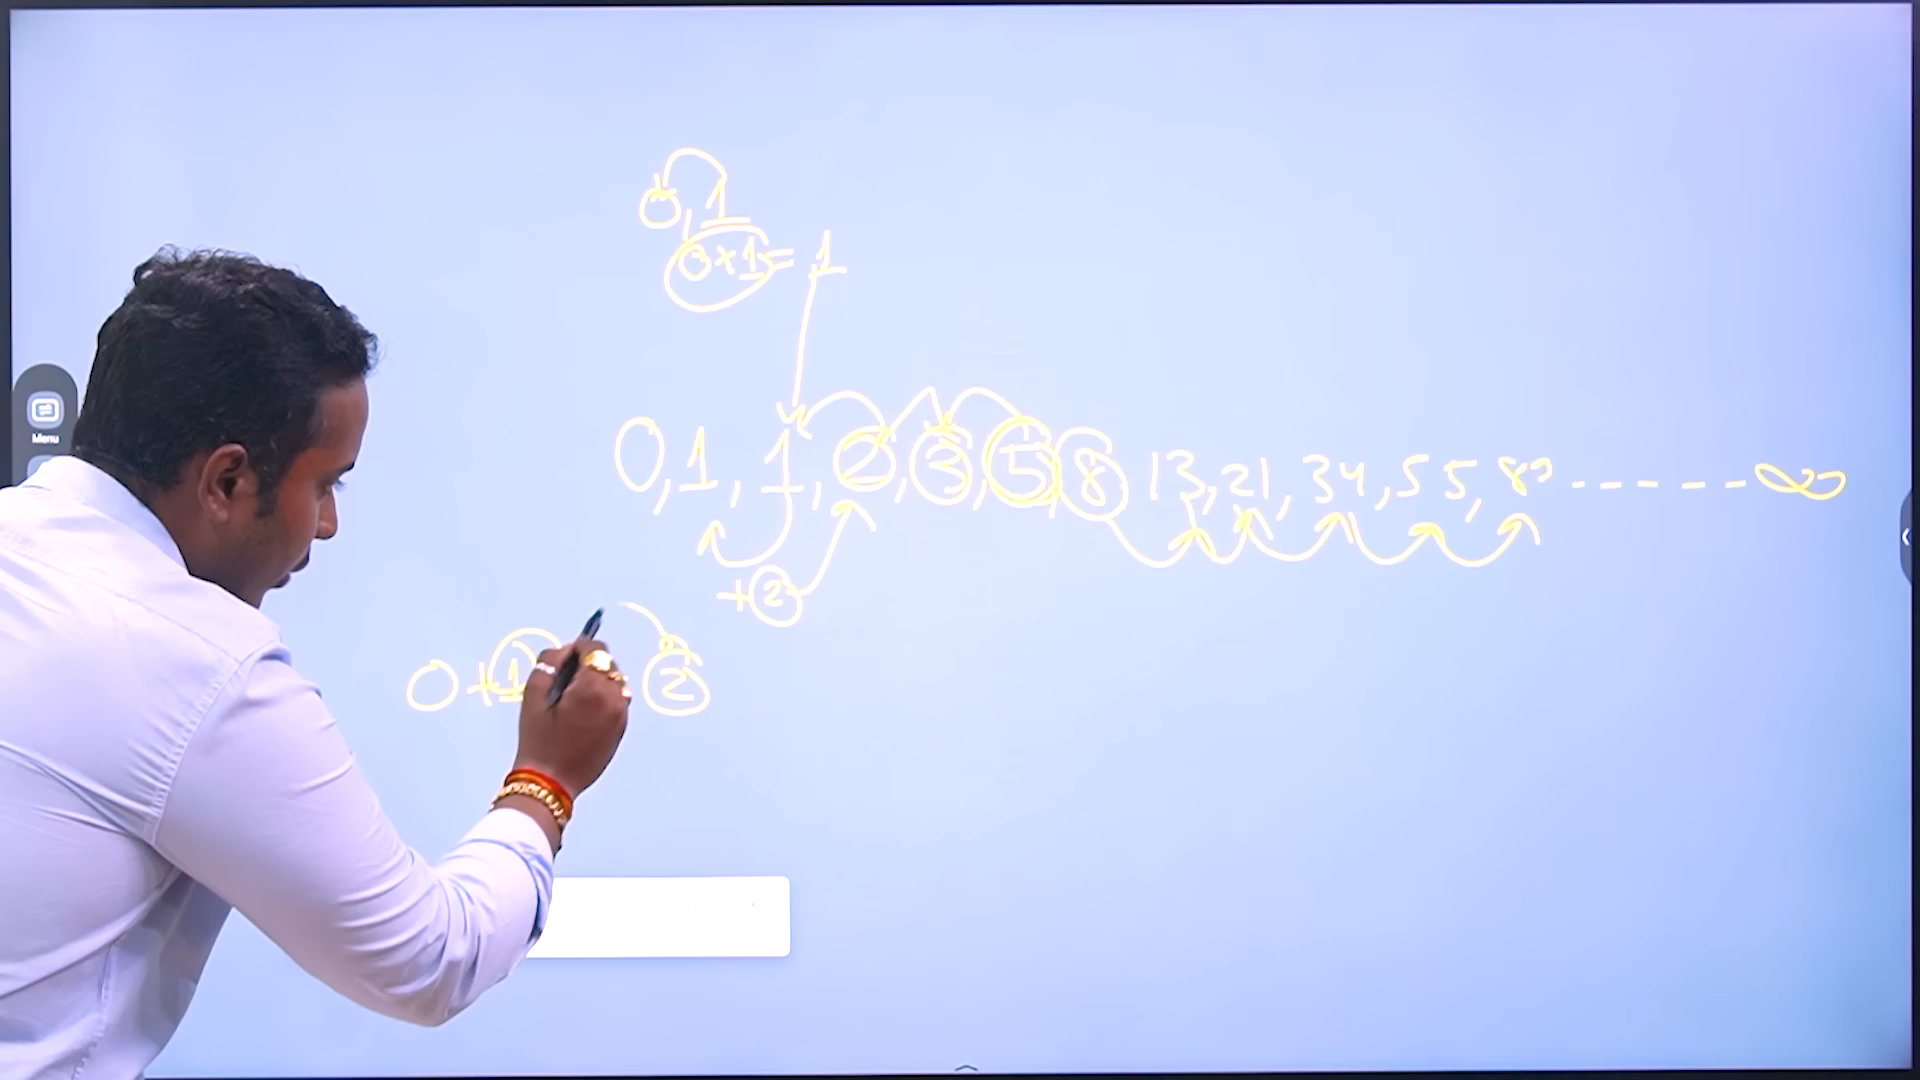 0, 1
0+1 = 1
0, 1, 1, 2, 3, 5, 8 13, 21, 34, 55, 89 ------ ∞
Menu
+2
0 + 1 2